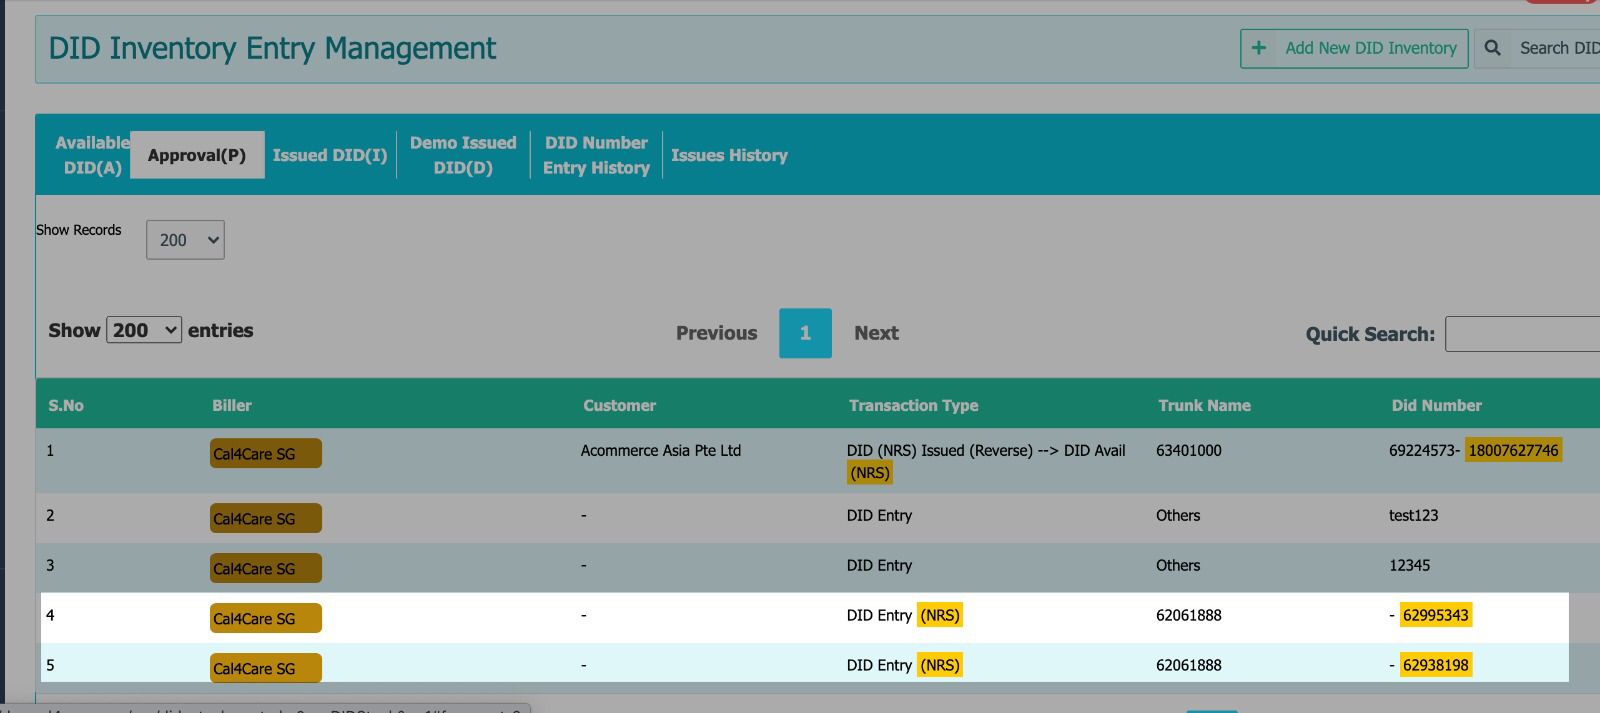 DID Inventory Entry Management
Add New DID Inventory
Search DID
Available DID(A)
Approval(P)
Issued DID(I)
Demo Issued DID(D)
DID Number Entry History
Issues History
Show Records 200
Show 200 entries
Previous 1 Next
Quick Search:
S.No Biller Customer Transaction Type Trunk Name Did Number
1 Cal4Care SG Acommerce Asia Pte Ltd DID (NRS) Issued (Reverse) --> DID Avail (NRS) 63401000 69224573- 18007627746
2 Cal4Care SG - DID Entry Others test123
3 Cal4Care SG - DID Entry Others 12345
4 Cal4Care SG - DID Entry (NRS) 62061888 - 62995343
5 Cal4Care SG - DID Entry (NRS) 62061888 - 62938198